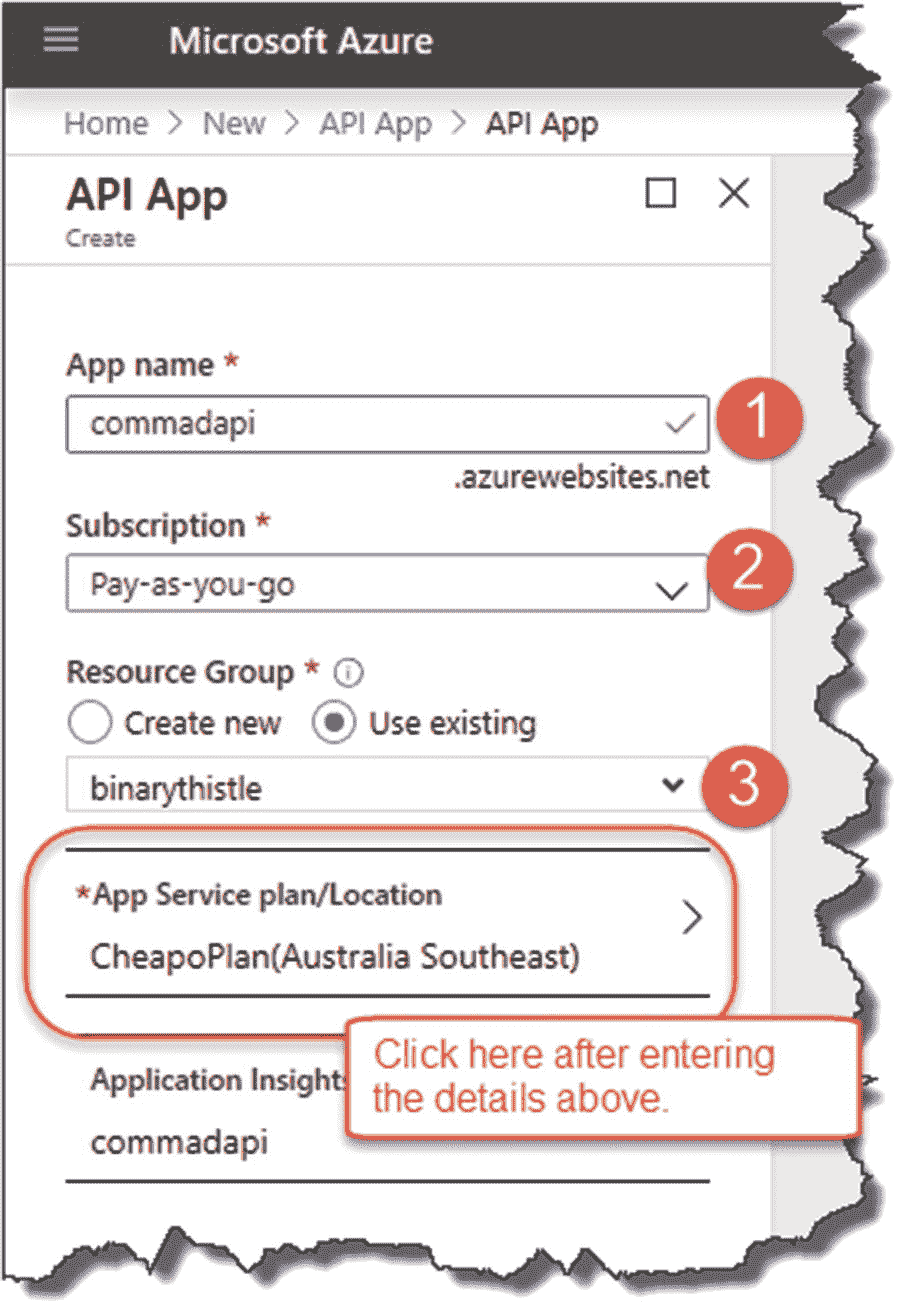 Microsoft Azure
Home > New > API App > API App
API App
Create
App name *
commadapi
1
.azurewebsites.net
Subscription *
Pay-as-you-go
2
Resource Group *
Create new Use existing
binarythistle
3
*App Service plan/Location
CheapoPlan(Australia Southeast)
Click here after entering
the details above.
Application Insights
commadapi